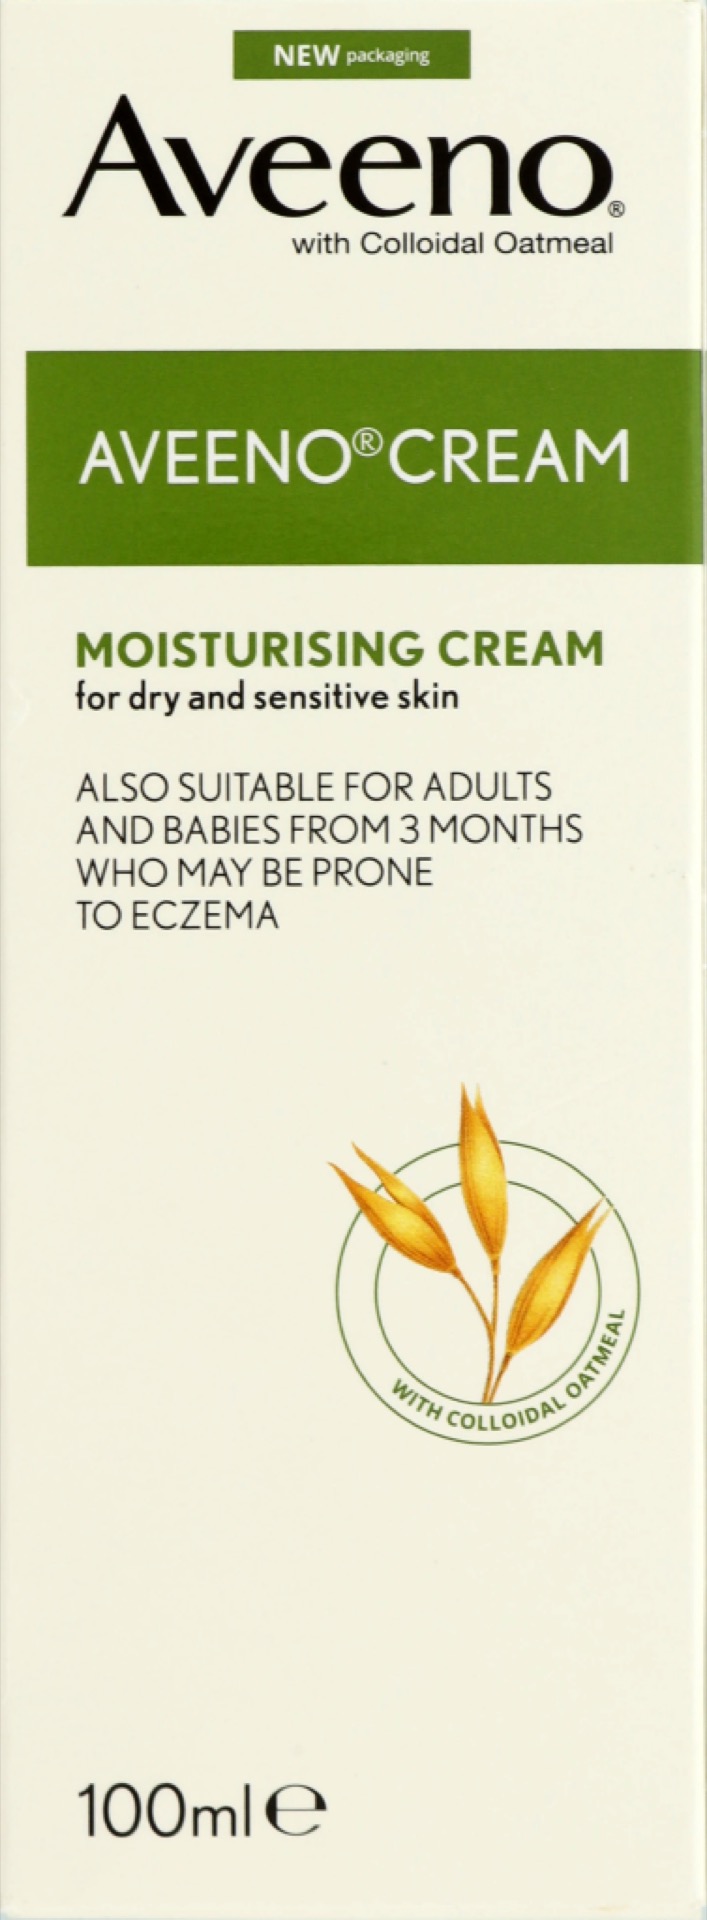 NEW packaging
Aveeno®
with Colloidal Oatmeal
AVEENO® CREAM
MOISTURISING CREAM
for dry and sensitive skin
ALSO SUITABLE FOR ADULTS
AND BABIES FROM 3 MONTHS
WHO MAY BE PRONE
TO ECZEMA
WITH COLLOIDAL OATMEAL
100ml ℮